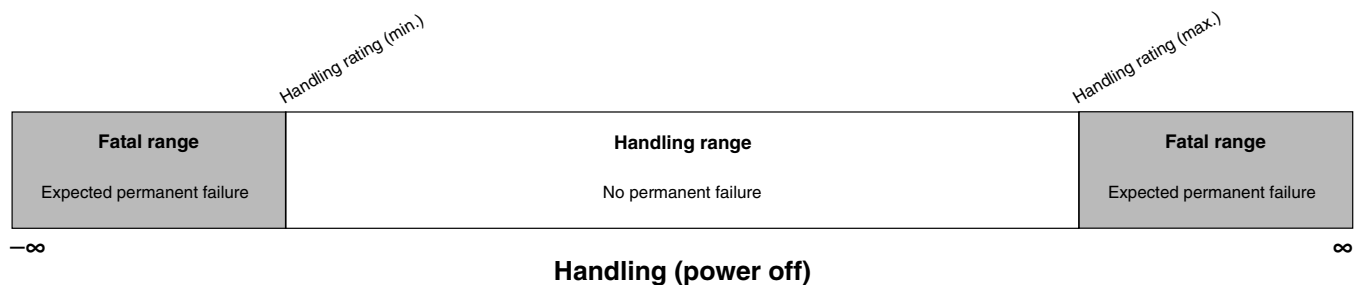 Handling rating (min.)
Handling rating (max.)
Fatal range
Handling range
Fatal range
Expected permanent failure
No permanent failure
Expected permanent failure
–∞
∞
Handling (power off)